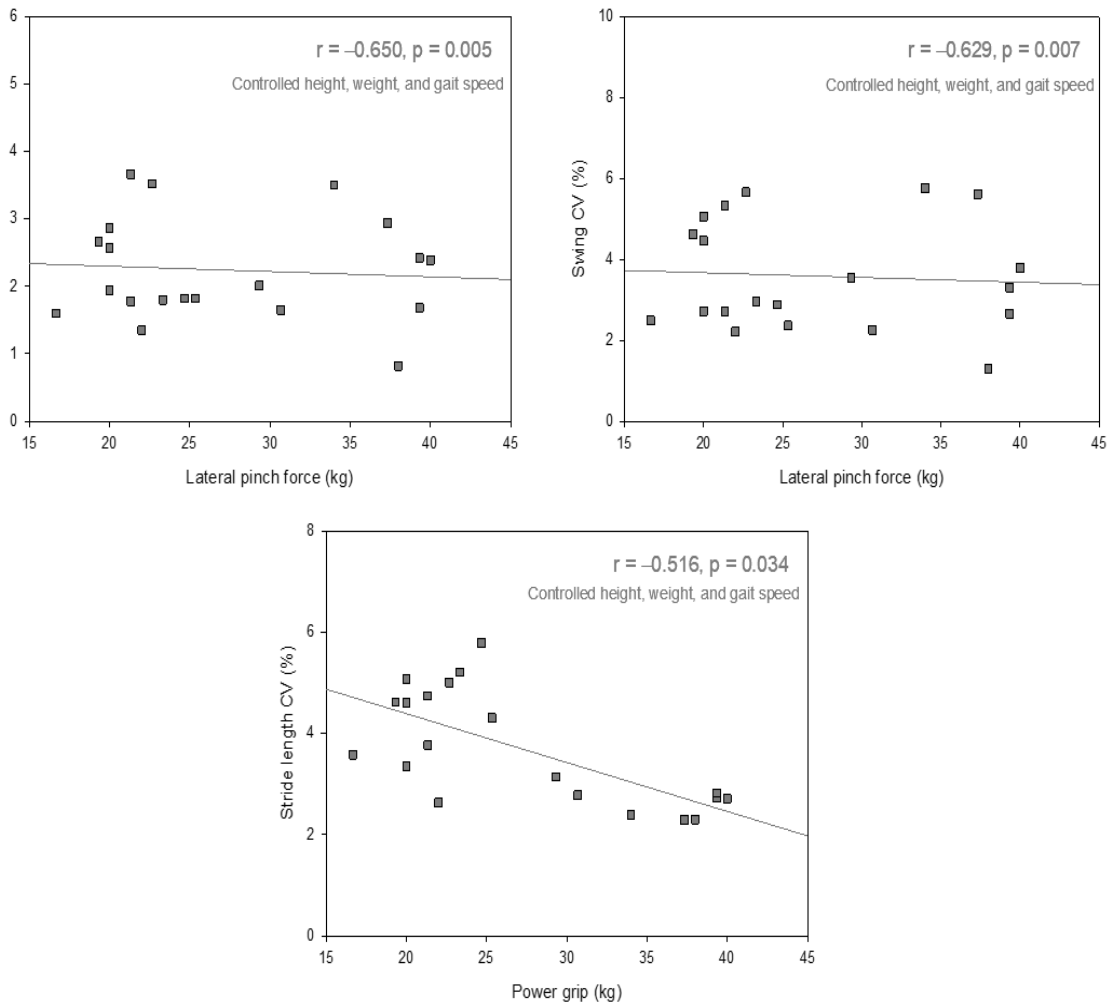 6
5
4
3
2
1
0
r = –0.650, p = 0.005
Controlled height, weight, and gait speed
15 20 25 30 35 40 45
Lateral pinch force (kg)
Swing CV (%)
10
8
6
4
2
0
r = –0.629, p = 0.007
Controlled height, weight, and gait speed
15 20 25 30 35 40 45
Lateral pinch force (kg)
Stride length CV (%)
8
6
4
2
0
r = –0.516, p = 0.034
Controlled height, weight, and gait speed
15 20 25 30 35 40 45
Power grip (kg)